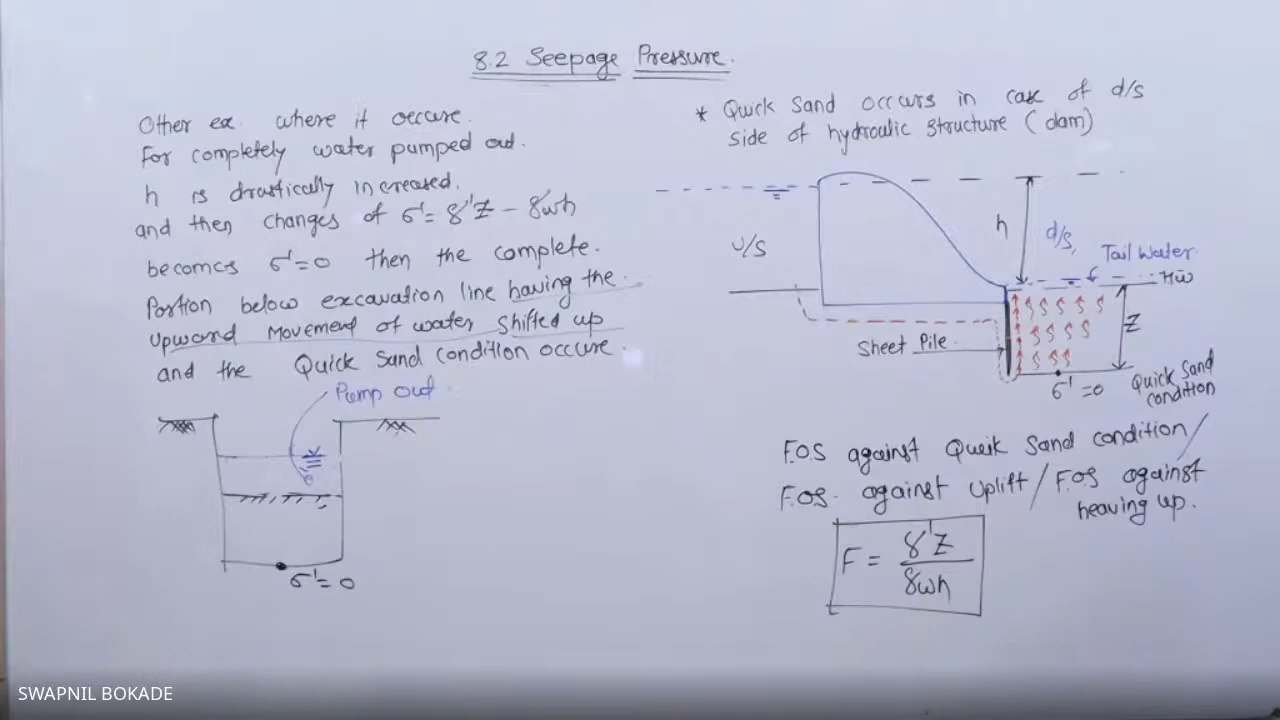 8.2 Seepage Pressure.
Other ex. where it occure.
For completely water pumped out.
h is drastically increased.
and then changes of σ'= γ'Z - γwh
becomes σ'=0 then the complete.
Portion below excavation line having the
upward Movement of water shifted up
and the Quick Sand condition occure.
Pump out
σ'= 0
* Quick Sand occurs in case of d/s
side of hydraulic structure (dam)
U/S
h
d/s,
Tail Water
Z
Sheet Pile.
σ'=0
Quick Sand
condition
F.O.S against Queik Sand condition/
F.O.S. against uplift/F.O.S against
heaving up.
F = γ'Z
γwh
SWAPNIL BOKADE